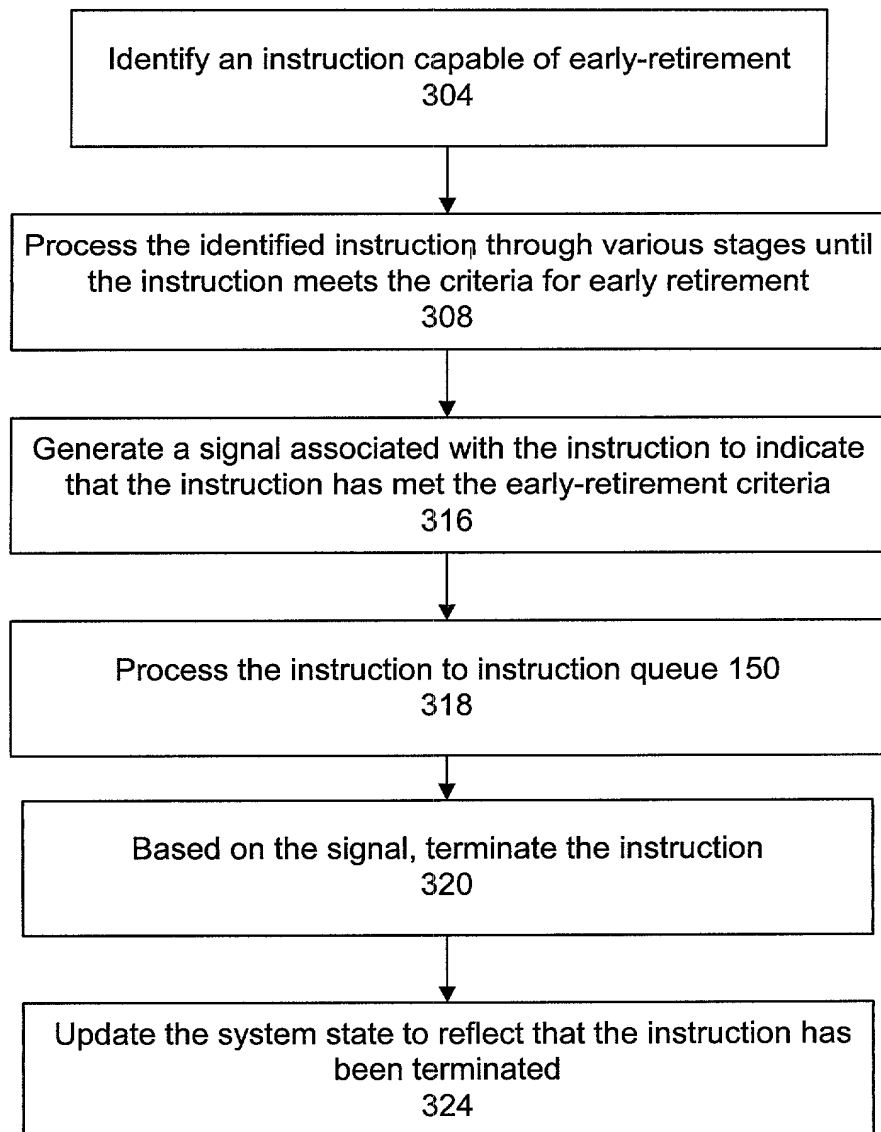 Identify an instruction capable of early-retirement
304
Process the identified instruction through various stages until
the instruction meets the criteria for early retirement
308
Generate a signal associated with the instruction to indicate
that the instruction has met the early-retirement criteria
316
Process the instruction to instruction queue 150
318
Based on the signal, terminate the instruction
320
Update the system state to reflect that the instruction has
been terminated
324